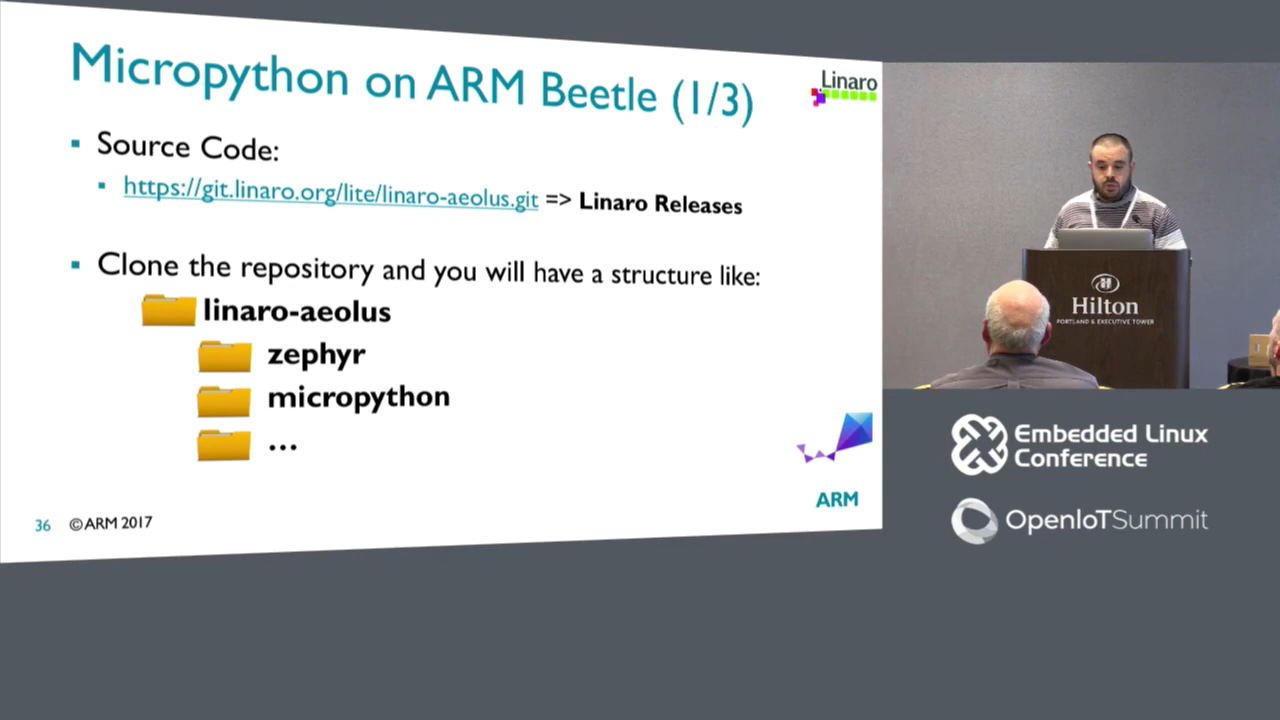 Micropython on ARM Beetle (1/3)
Linaro
▪ Source Code:
▪ https://git.linaro.org/lite/linaro-aeolus.git => Linaro Releases
▪ Clone the repository and you will have a structure like:
linaro-aeolus
zephyr
micropython
...
ARM
36 © ARM 2017
Hilton
PORTLAND & EXECUTIVE TOWER
Embedded Linux
Conference
OpenIoTSummit